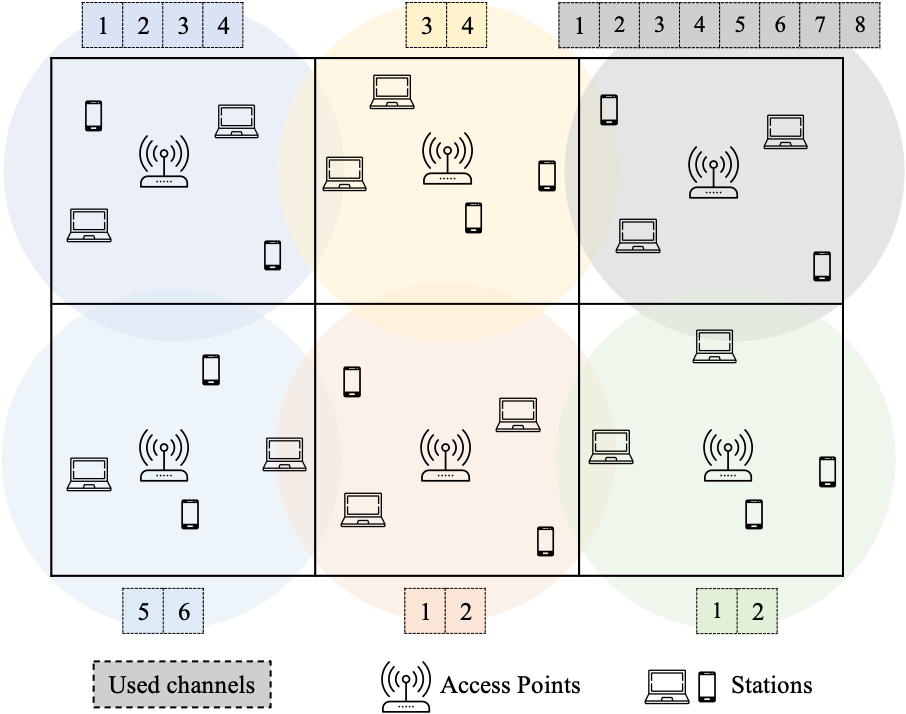 1 2 3 4
3 4
1 2 3 4 5 6 7 8
5 6
1 2
1 2
Used channels
Access Points
Stations